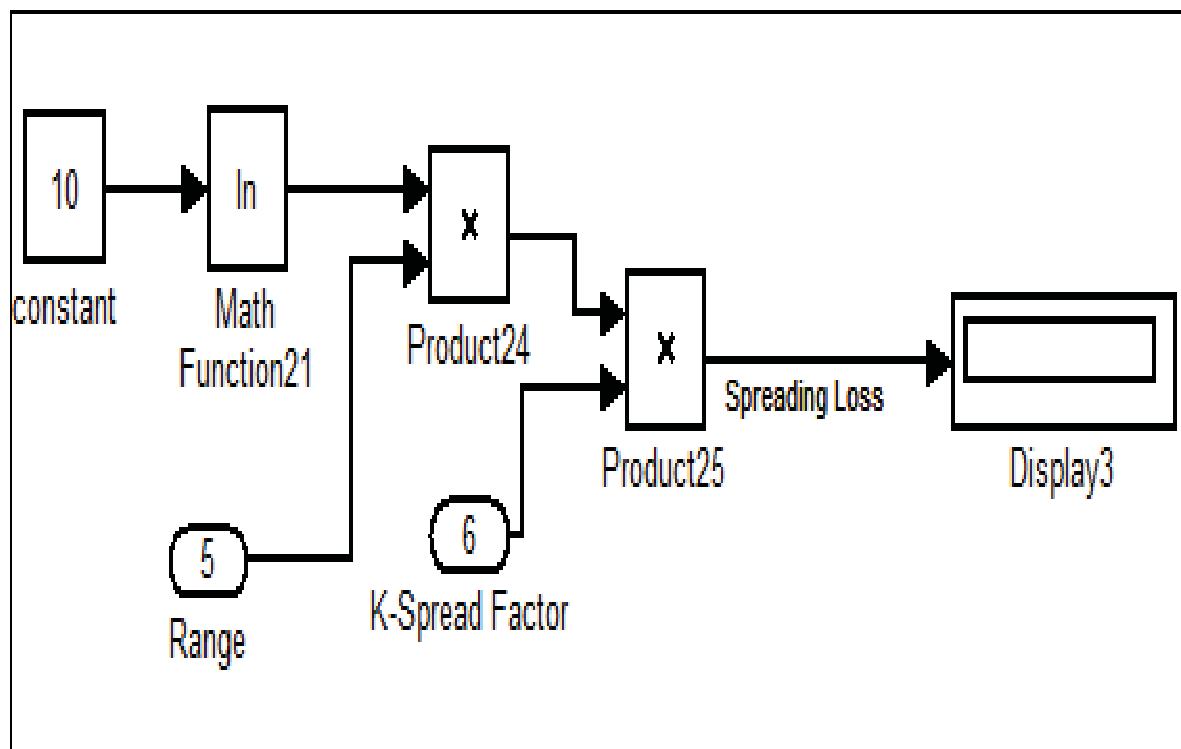 10
constant
ln
Math
Function21
x
Product24
5
Range
6
K-Spread Factor
x
Product25
Spreading Loss
Display3